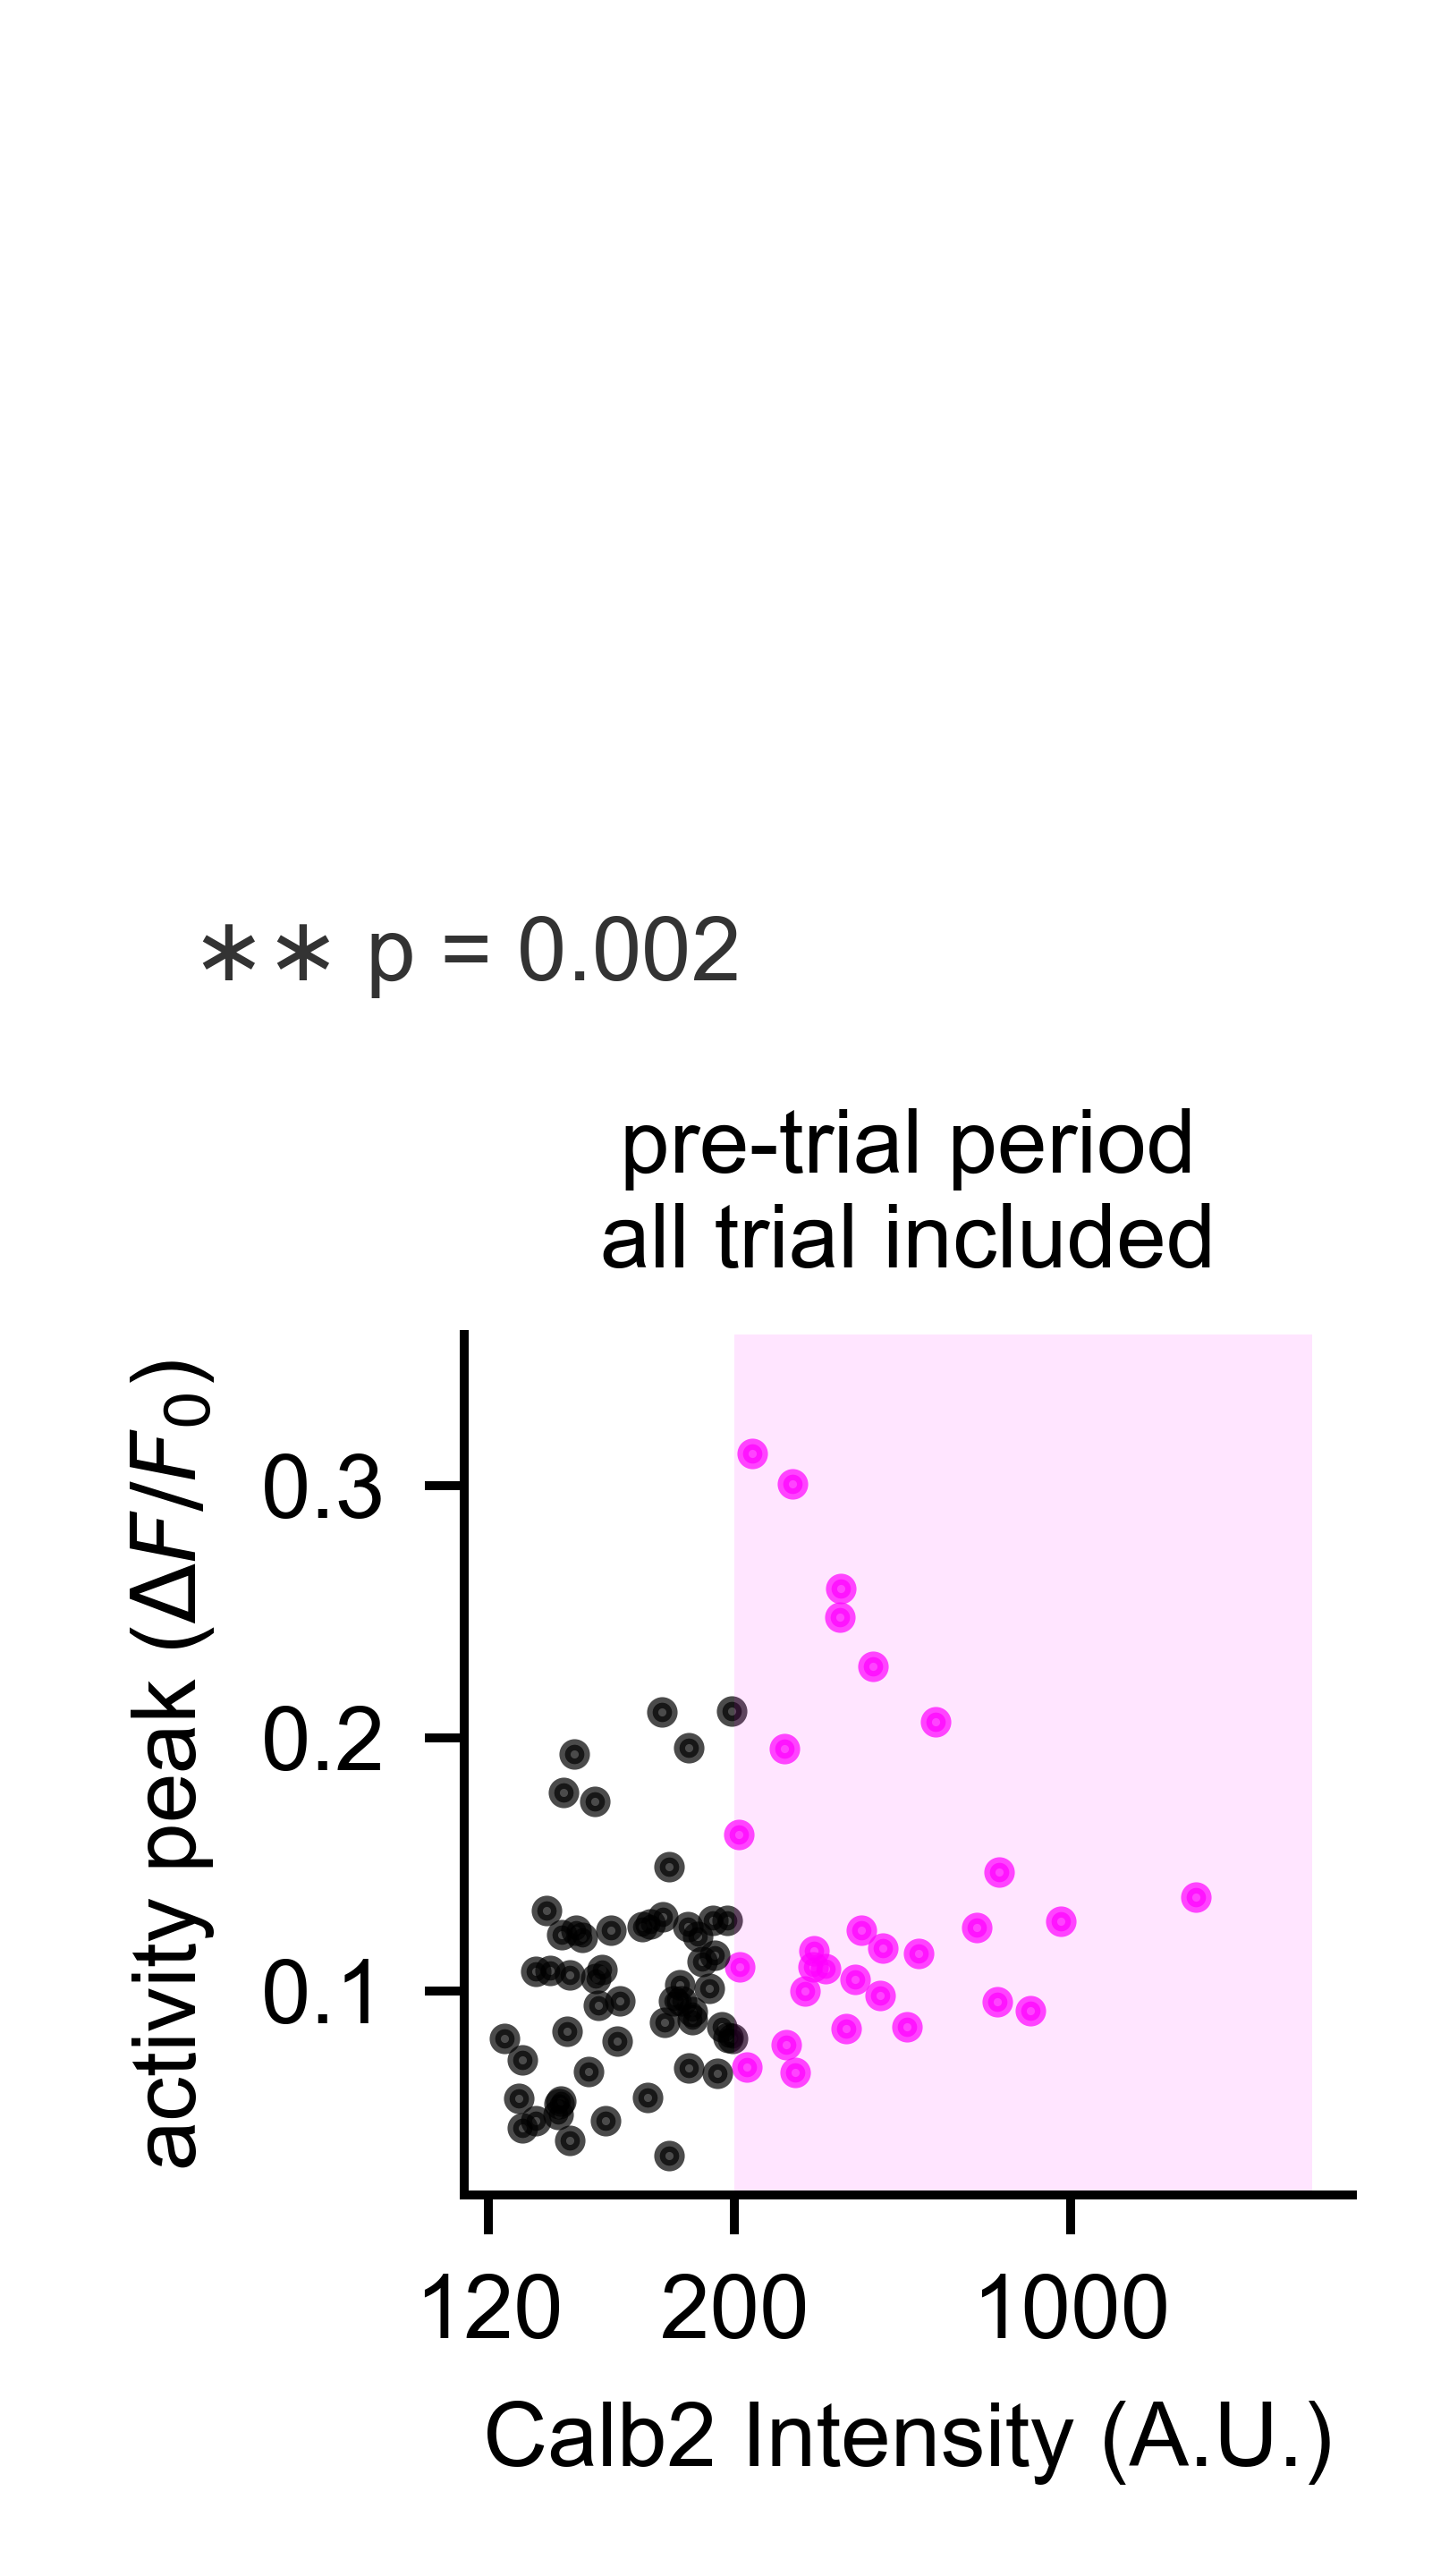 ∗∗ p = 0.002
pre-trial period
all trial included
activity peak (ΔF/F₀)
0.3
0.2
0.1
120 200 1000
Calb2 Intensity (A.U.)